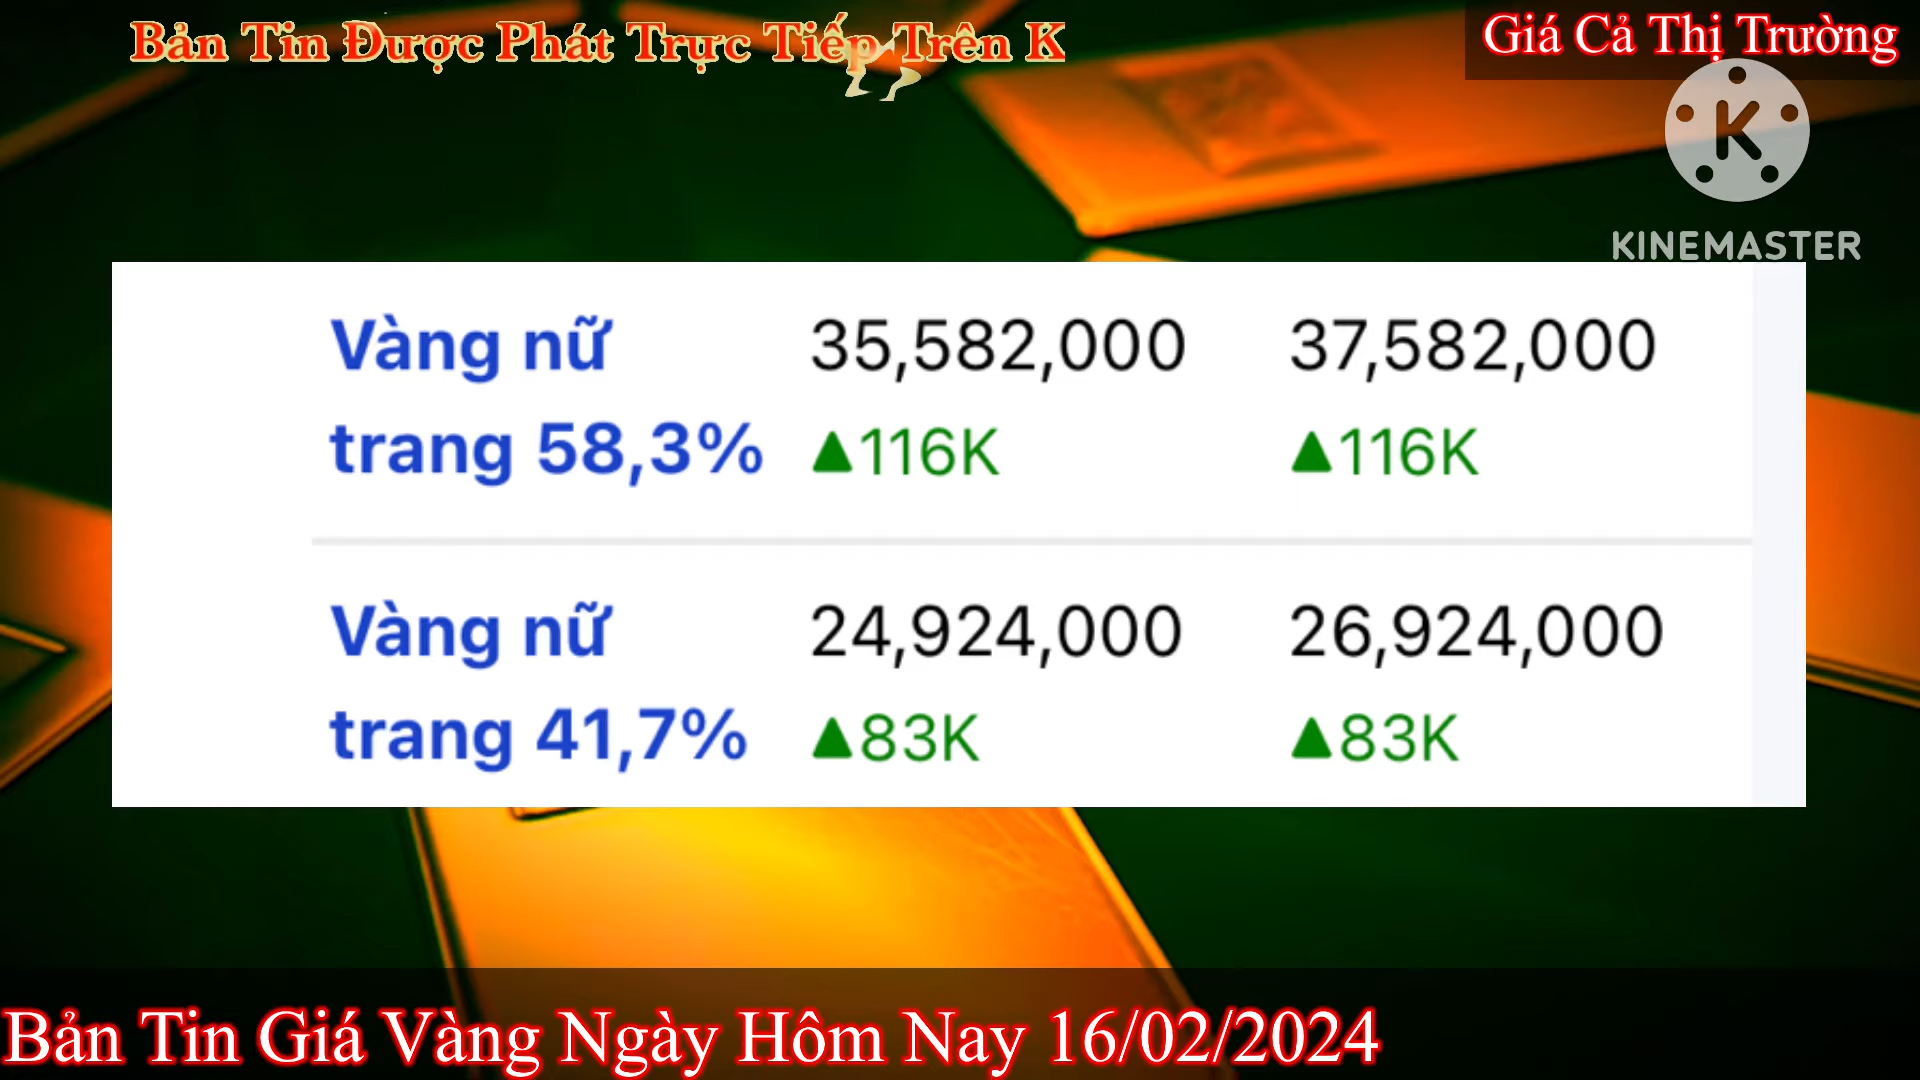 Bản Tin Được Phát Trực Tiếp Trên K
Giá Cả Thị Trường
K
KINEMASTER
Vàng nữ 35,582,000 37,582,000
trang 58,3% ▲116K ▲116K
Vàng nữ 24,924,000 26,924,000
trang 41,7% ▲83K ▲83K
Bản Tin Giá Vàng Ngày Hôm Nay 16/02/2024